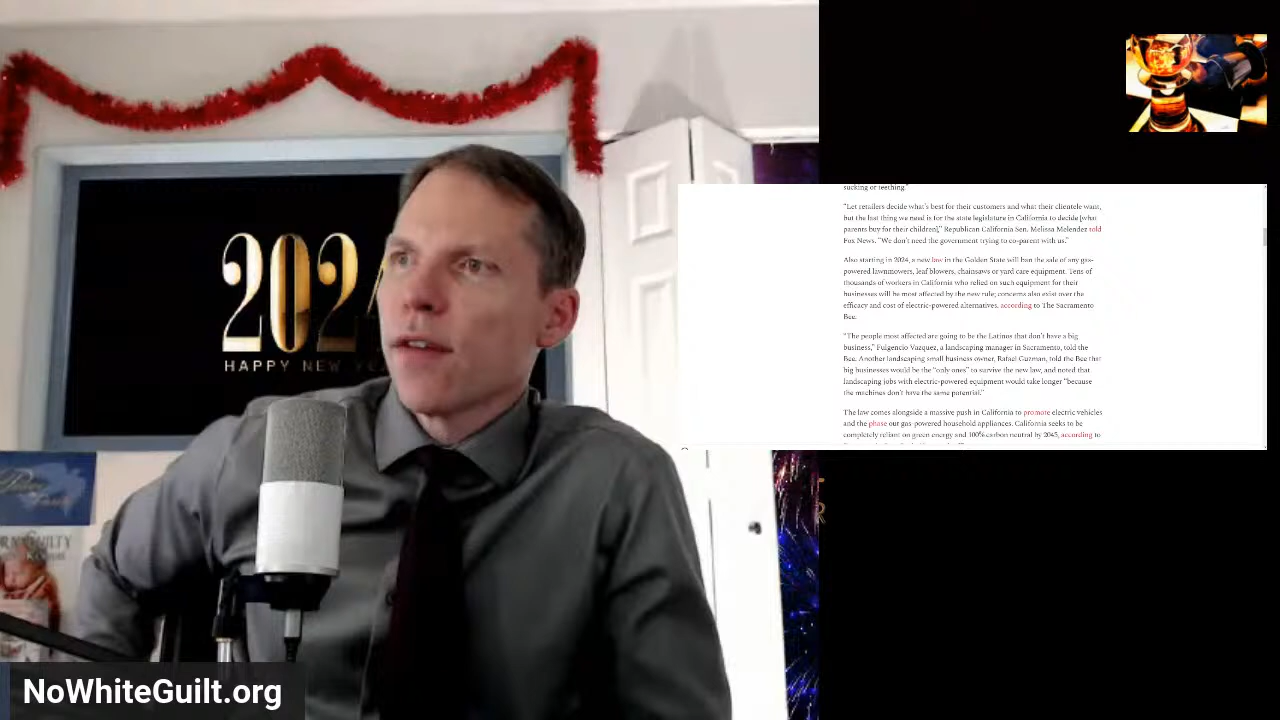 sucking or teething."
"Let retailers decide what's best for their customers and what their clientele want,
but the last thing we need is for the state legislature in California to decide [what
parents buy for their children]," Republican California Sen. Melissa Melendez told
Fox News. "We don't need the government trying to co-parent with us."
Also starting in 2024, a new law in the Golden State will ban the sale of any gas-
powered lawnmowers, leaf blowers, chainsaws or yard care equipment. Tens of
thousands of workers in California who relied on such equipment for their
businesses will be most affected by the new rule; concerns also exist over the
efficacy and cost of electric-powered alternatives, according to The Sacramento
Bee.
"The people most affected are going to be the Latinos that don't have a big
business," Fulgencio Vazquez, a landscaping manager in Sacramento, told the
Bee. Another landscaping small business owner, Rafael Guzman, told the Bee that
big businesses would be the "only ones" to survive the new law, and noted that
landscaping jobs with electric-powered equipment would take longer "because
the machines don't have the same potential."
The law comes alongside a massive push in California to promote electric vehicles
and the phase out gas-powered household appliances. California seeks to be
completely reliant on green energy and 100% carbon neutral by 2045, according to
202
HAPPY NEW YE
NoWhiteGuilt.org